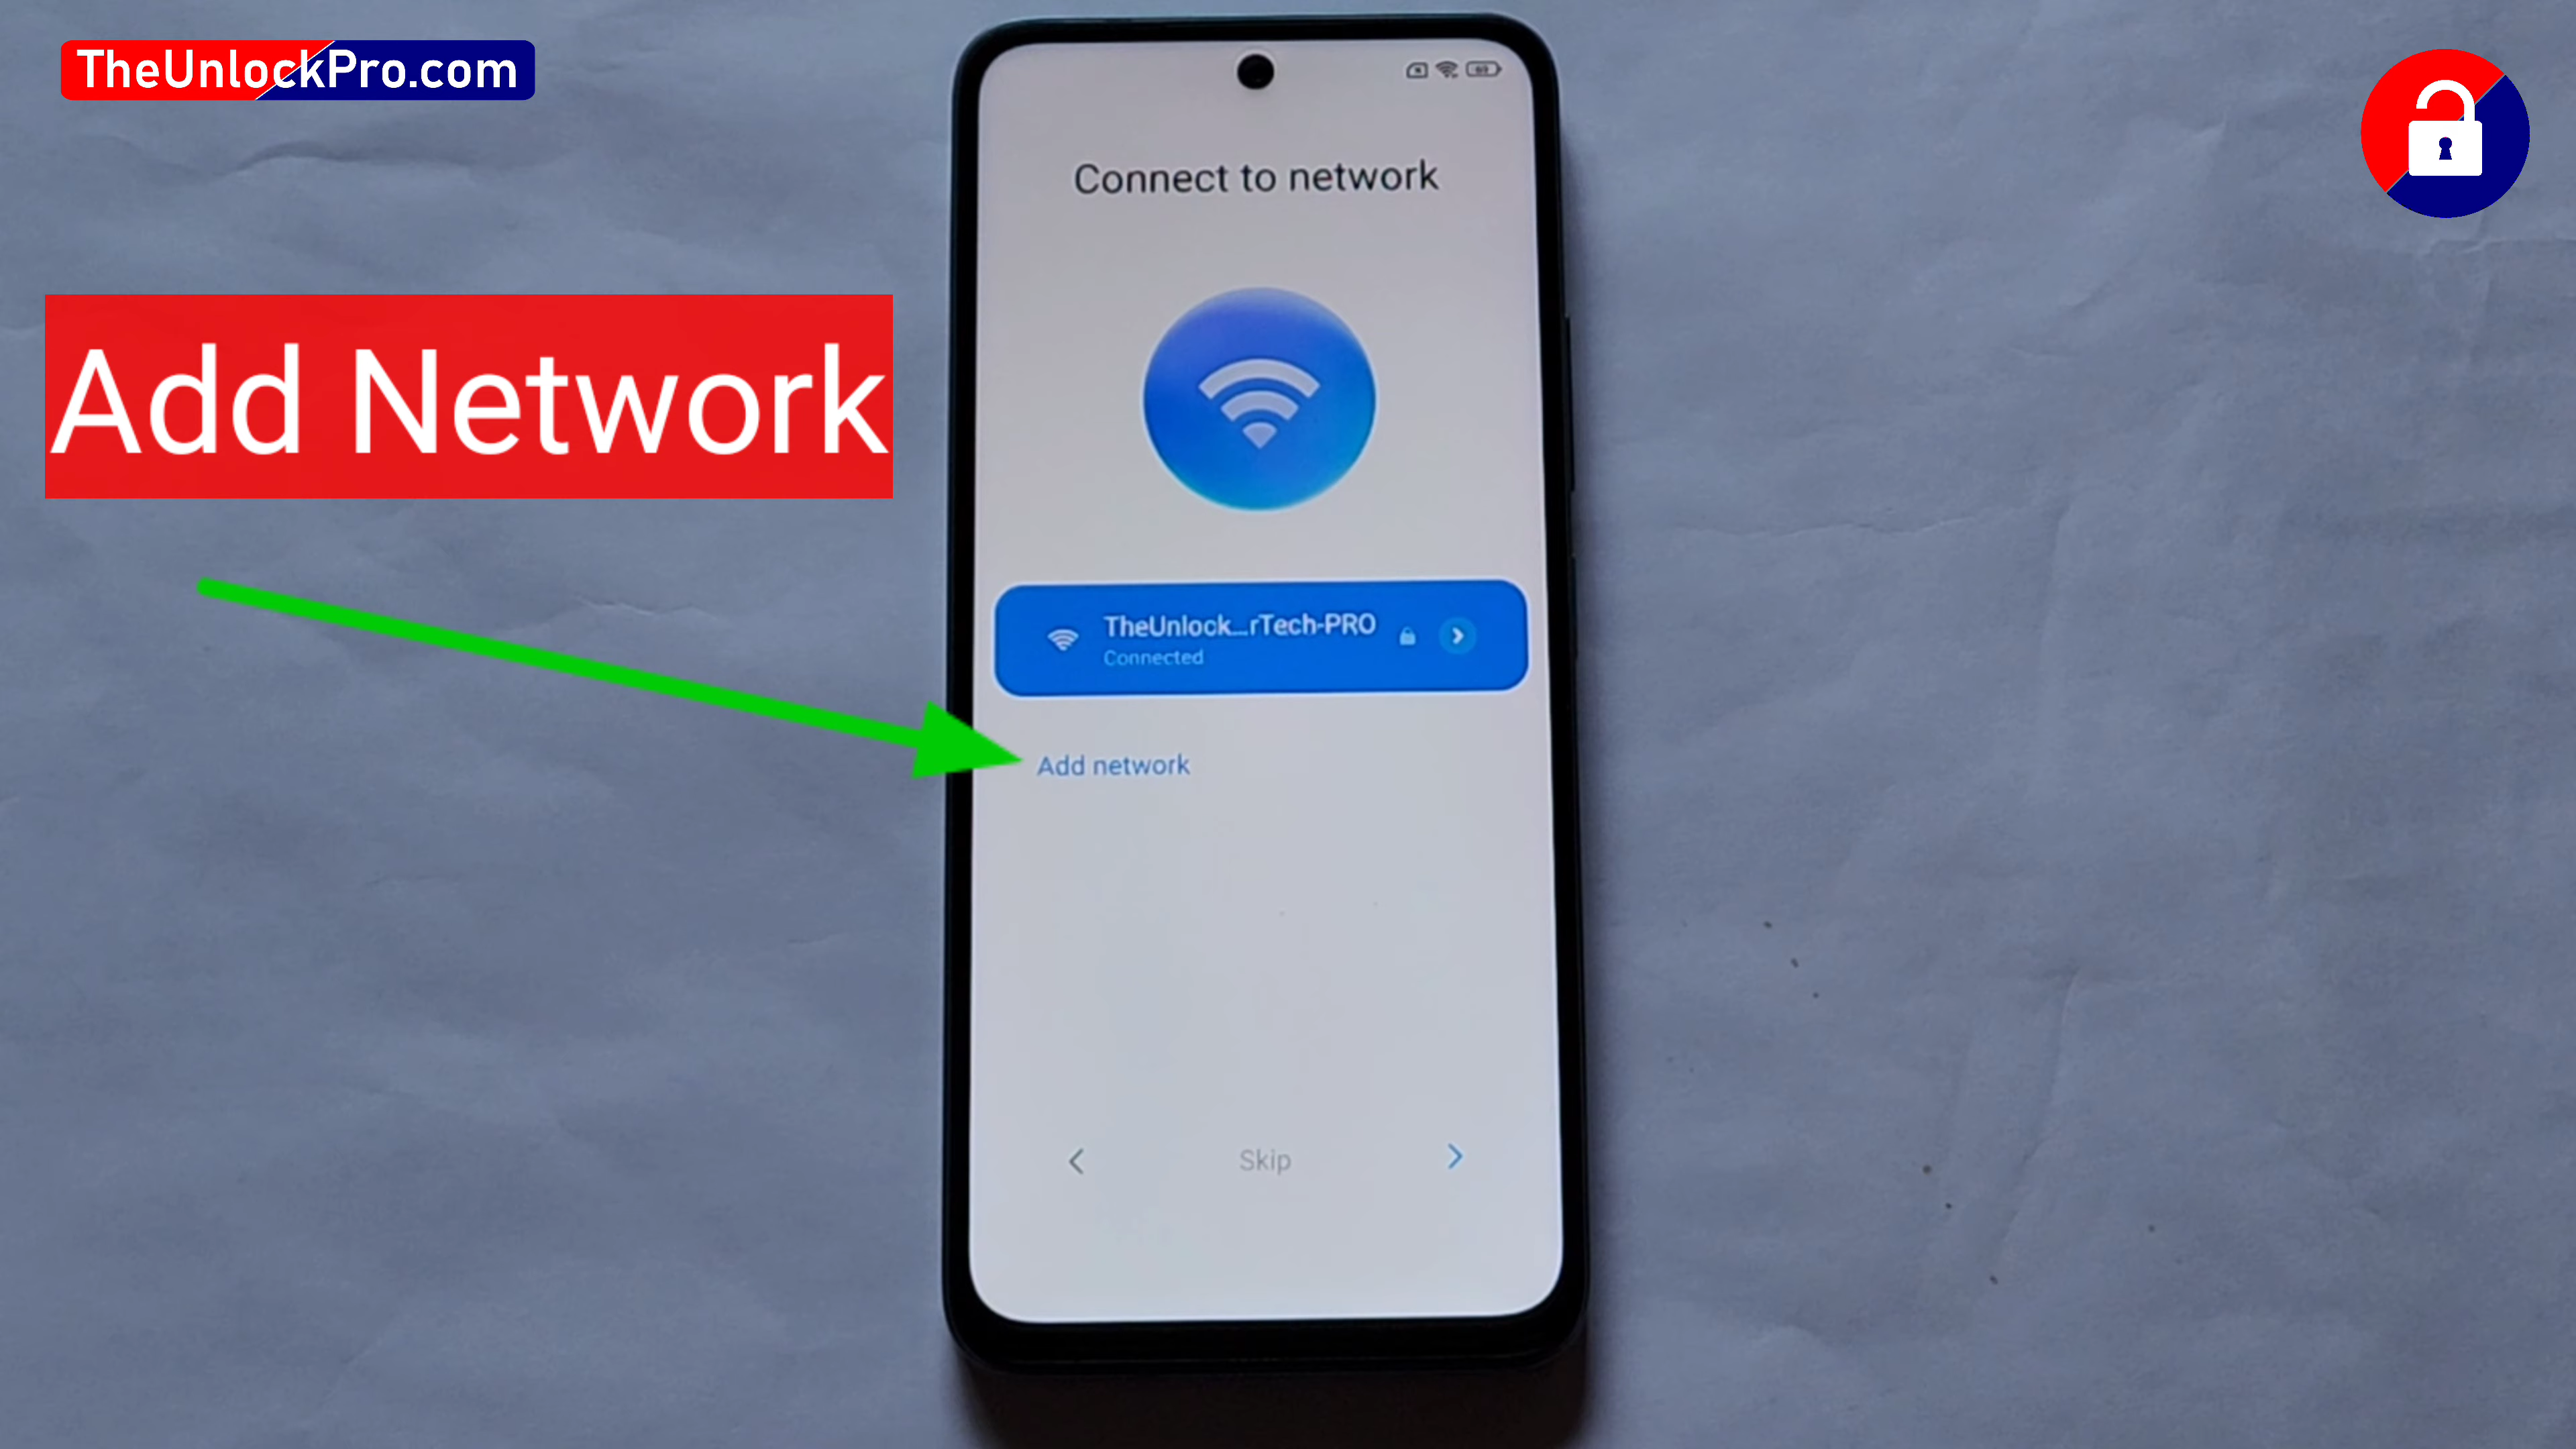 TheUnlockPro.com
Connect to network
Add Network
TheUnlock...rTech-PRO
Connected
Add network
Skip